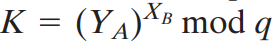 K = (Y_A)^{X_B} mod q